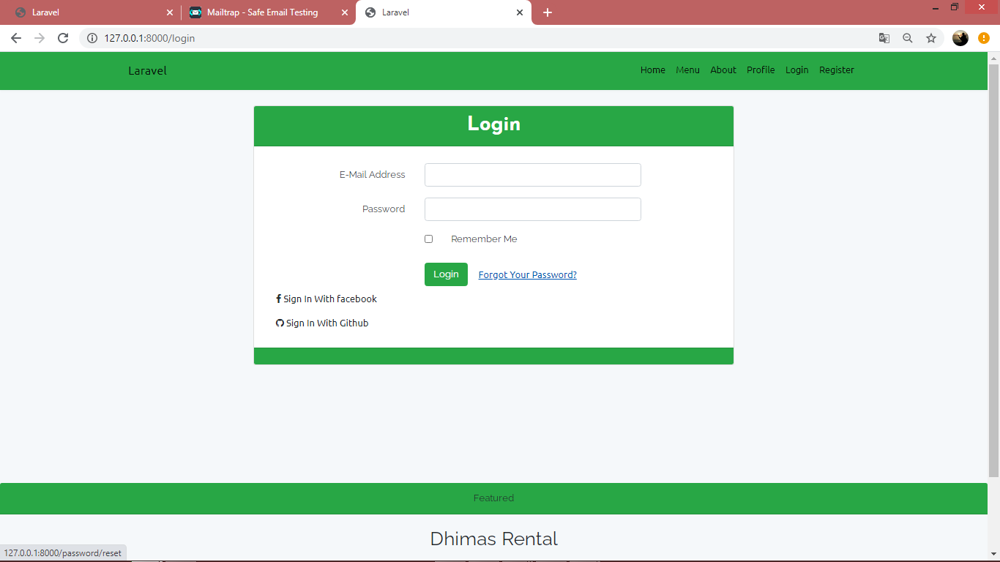 Laravel
Mailtrap - Safe Email Testing
Laravel
127.0.0.1:8000/login
Laravel
Home Menu About Profile Login Register
Login
E-Mail Address
Password
Remember Me
Login Forgot Your Password?
Sign In With facebook
Sign In With Github
Featured
Dhimas Rental
127.0.0.1:8000/password/reset